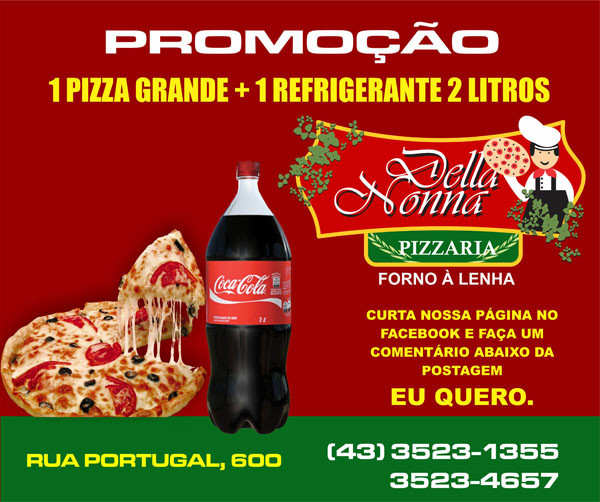 PROMOÇÃO
1 PIZZA GRANDE + 1 REFRIGERANTE 2 LITROS
Della
Nonna
PIZZARIA
FORNO À LENHA
Coca-Cola
2 L
CURTA NOSSA PÁGINA NO
FACEBOOK E FAÇA UM
COMENTÁRIO ABAIXO DA
POSTAGEM
EU QUERO.
RUA PORTUGAL, 600
(43) 3523-1355
3523-4657